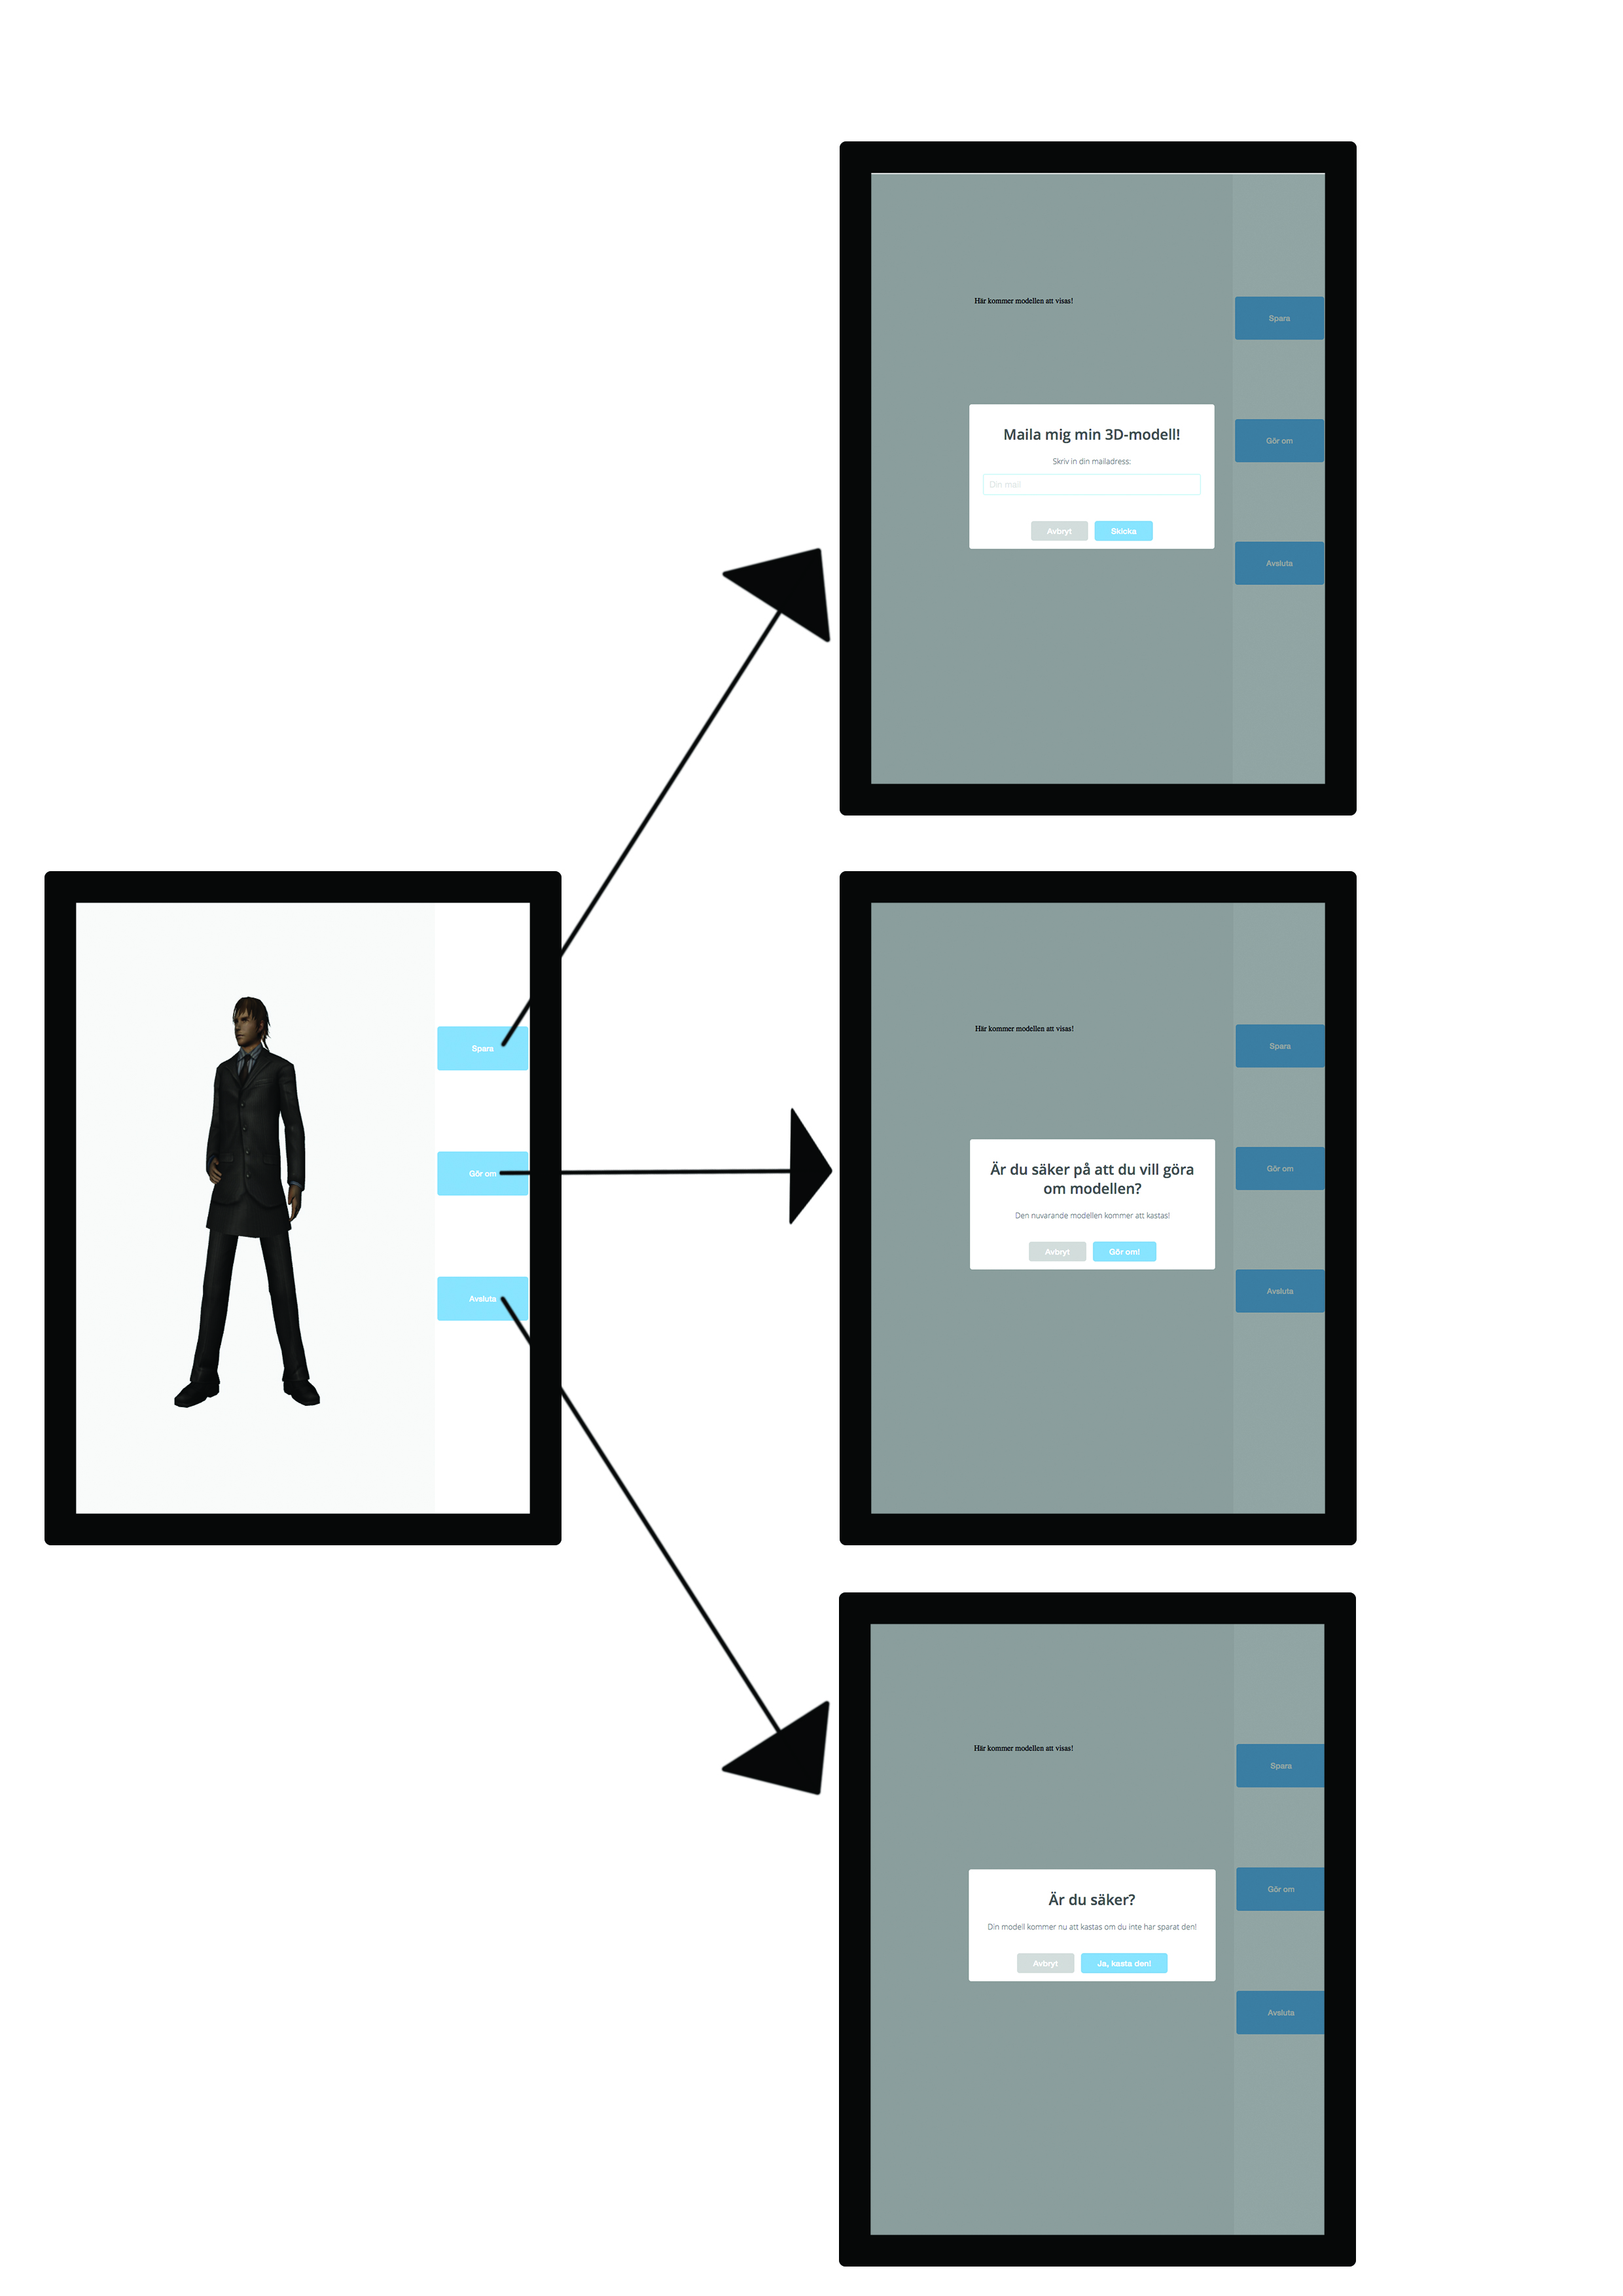 Spara
Gör om
Avsluta
Här kommer modellen att visas!
Spara
Gör om
Avsluta
Maila mig min 3D-modell!
Skriv in din mailadress:
Din mail
Avbryt
Skicka
Här kommer modellen att visas!
Spara
Gör om
Avsluta
Är du säker på att du vill göra
om modellen?
Den nuvarande modellen kommer att kastas!
Avbryt
Gör om!
Här kommer modellen att visas!
Spara
Gör om
Avsluta
Är du säker?
Din modell kommer nu att kastas om du inte har sparat den!
Avbryt
Ja, kasta den!